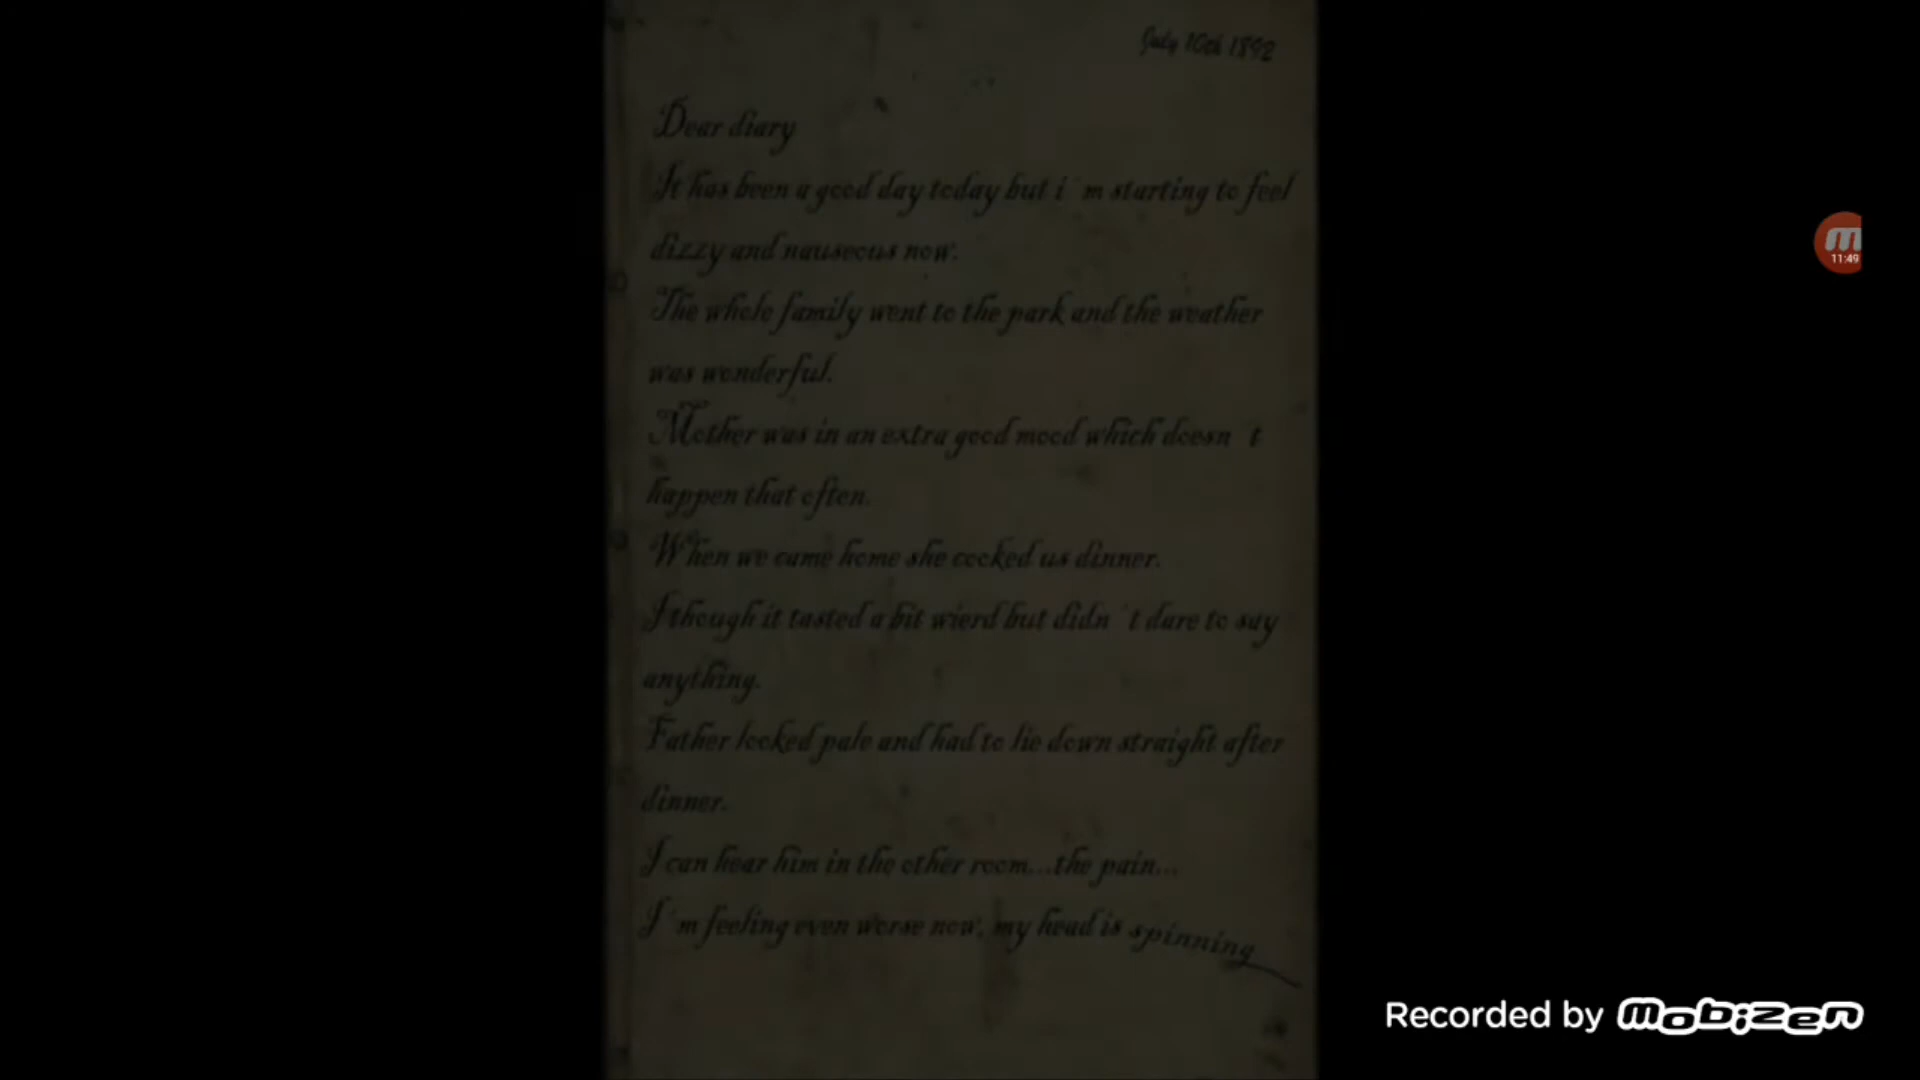 July 10th 1892
Dear diary
It has been a good day today but i´m starting to feel
dizzy and nauseous now.
The whole family went to the park and the weather
was wonderful.
Mother was in an extra good mood which doesn´t
happen that often.
When we came home she cooked us dinner.
I though it tasted a bit wierd but didn´t dare to say
anything.
Father looked pale and had to lie down straight after
dinner.
I can hear him in the other room...the pain...
I´m feeling even worse now, my head is spinning
11:49
Recorded by mobizen